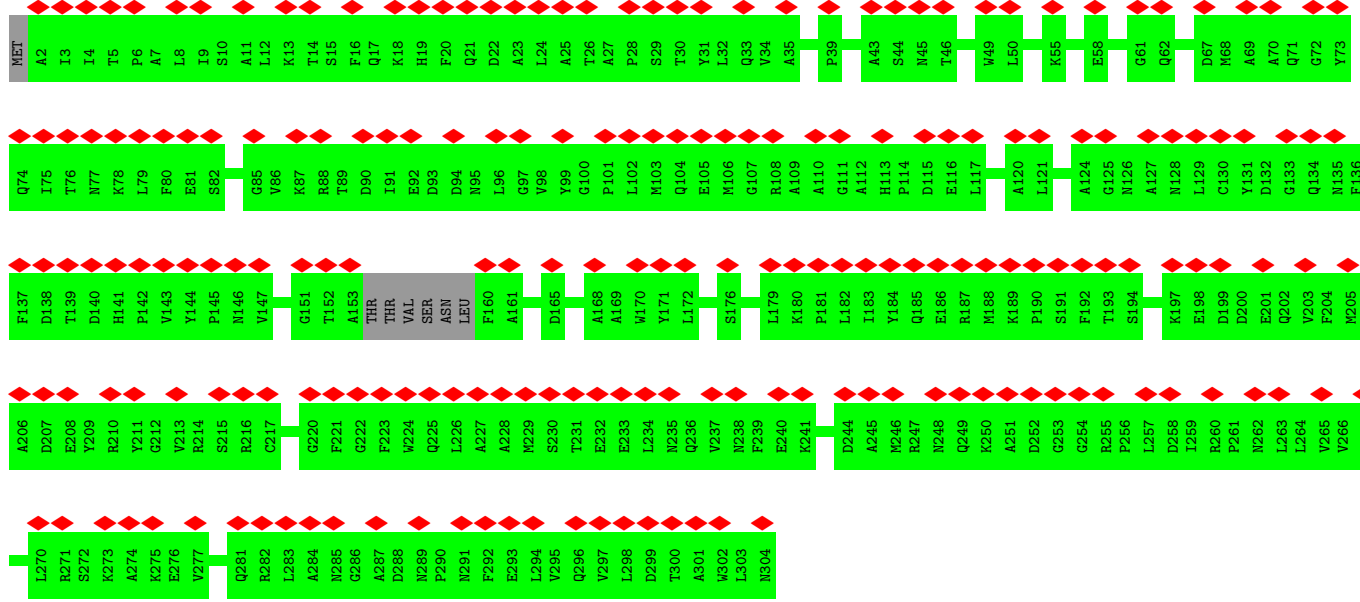 MET A2 I3 I4 T5 P6 A7 L8 I9 S10 A11 L12 K13 T14 S15 F16 Q17 K18 H19 F20 Q21 D22 A23 L24 A25 T26 A27 P28 S29 T30 Y31 L32 Q33 V34 A35 P39 A43 S44 N45 T46 W49 L50 K55 E58 G61 Q62 D67 M68 A69 A70 Q71 G72 Y73
Q74 I75 T76 N77 K78 L79 F80 E81 S82 G85 V86 K87 R88 T89 D90 I91 E92 D93 D94 N95 L96 G97 V98 Y99 G100 P101 L102 M103 Q104 E105 M106 G107 R108 A109 A110 G111 A112 H113 P114 D115 E116 L117 A120 L121 A124 G125 N126 A127 N128 L129 C130 Y131 D132 G133 Q134 N135 F136
F137 D138 T139 D140 H141 P142 V143 Y144 P145 N146 V147 G151 T152 A153 THR THR VAL SER ASN LEU F160 A161 D165 A168 A169 W170 Y171 L172 S176 L179 K180 P181 L182 I183 Y184 Q185 E186 R187 M188 K189 P190 S191 F192 T193 S194 K197 E198 D199 D200 E201 Q202 V203 F204 M205
A206 D207 E208 Y209 R210 Y211 G212 V213 R214 S215 R216 C217 G220 F221 G222 F223 W224 Q225 L226 A227 A228 M229 S230 T231 E232 E233 L234 N235 Q236 V237 N238 F239 E240 K241 D244 A245 M246 R247 N248 Q249 K250 A251 D252 G253 G254 R255 P256 L257 D258 I259 R260 P261 N262 L263 L264 V265 V266
L270 R271 S272 K273 A274 K275 E276 V277 Q281 R282 L283 A284 N285 G286 A287 D288 N289 P290 N291 F292 E293 L294 V295 Q296 V297 L298 D299 T300 A301 W302 L303 N304